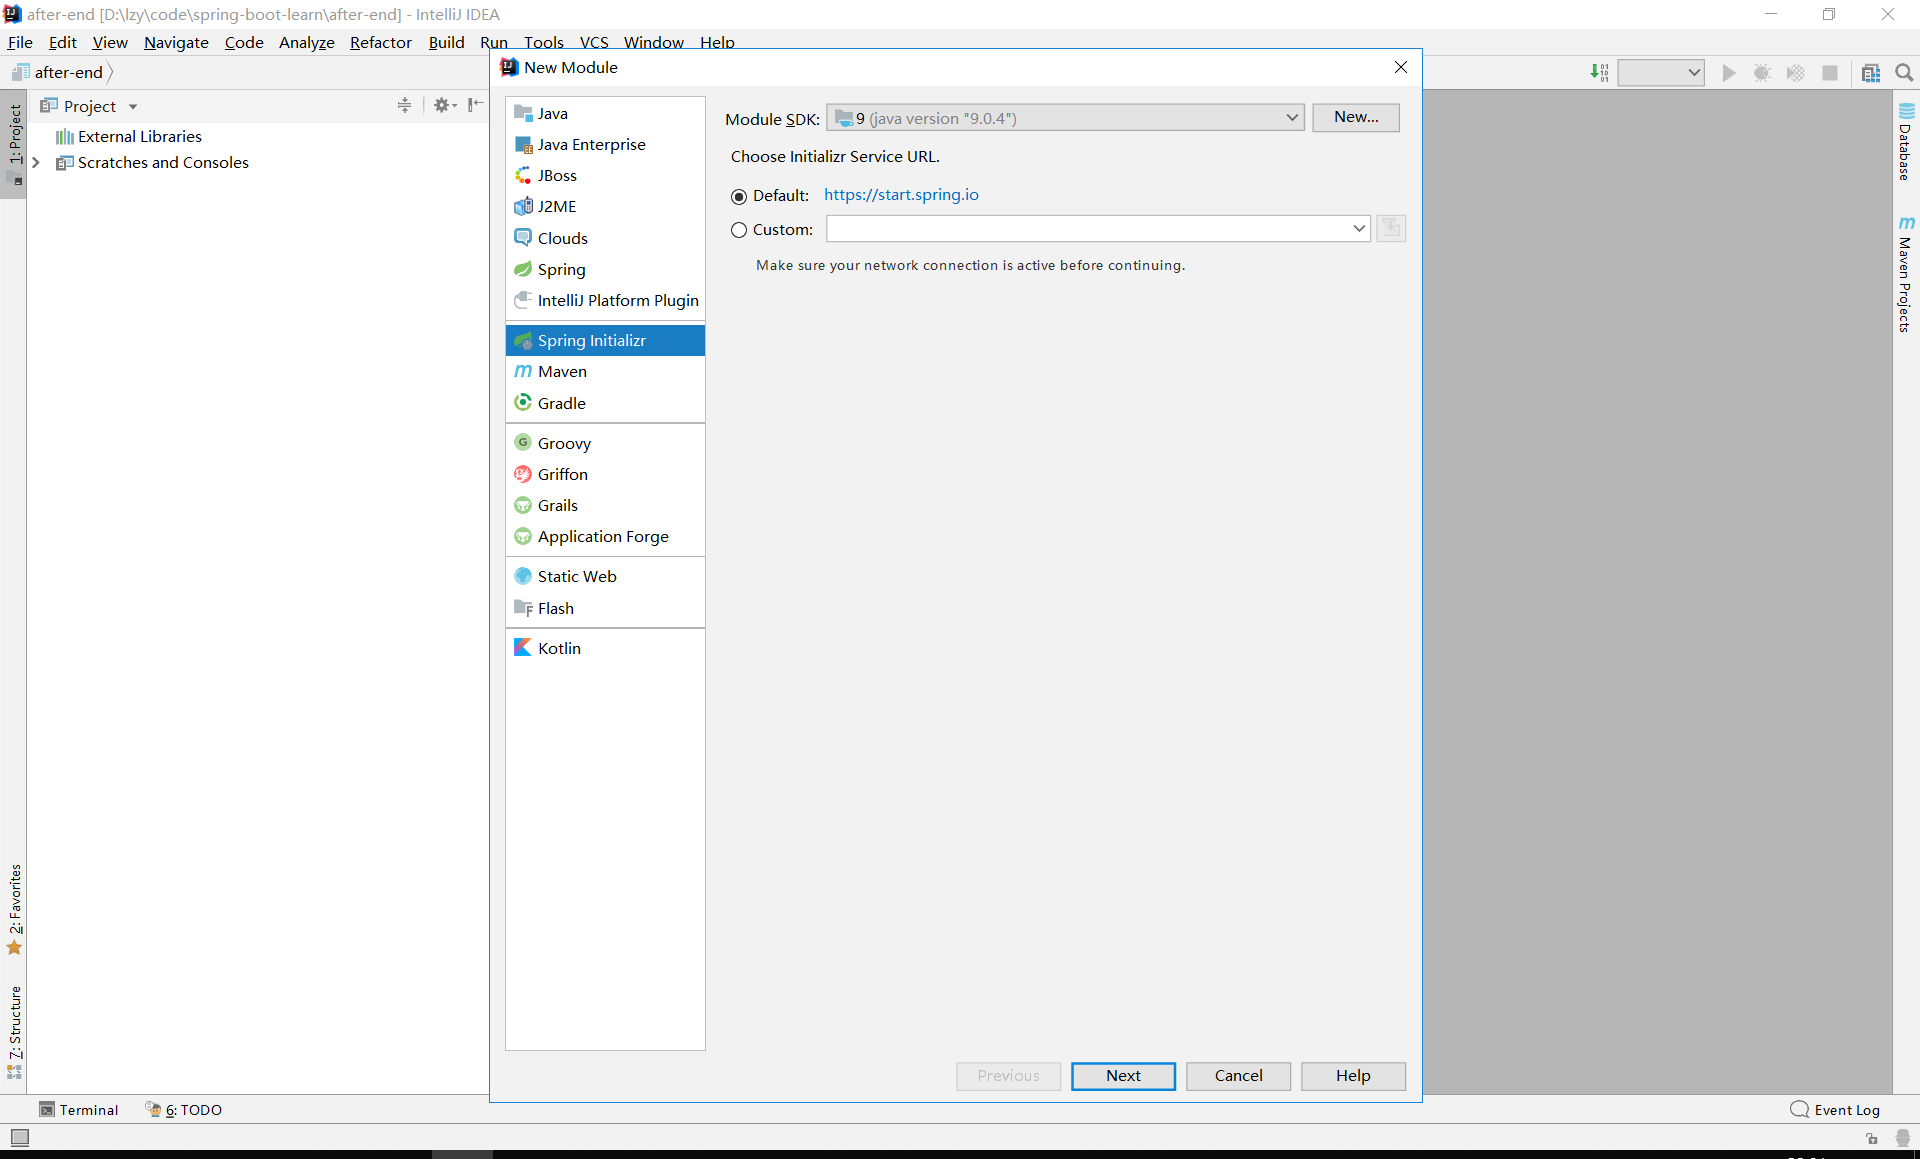 after-end [D:\lzy\code\spring-boot-learn\after-end] - IntelliJ IDEA
File Edit View Navigate Code Analyze Refactor Build Run Tools VCS Window Help
New Module
after-end
Project
External Libraries
Scratches and Consoles
1: Project
2: Favorites
7: Structure
Java
Java Enterprise
JBoss
J2ME
Clouds
Spring
IntelliJ Platform Plugin
Spring Initializr
Maven
Gradle
Groovy
Griffon
Grails
Application Forge
Static Web
Flash
Kotlin
Module SDK: 9 (java version "9.0.4") New...
Choose Initializr Service URL.
Default: https://start.spring.io
Custom:
Make sure your network connection is active before continuing.
Previous Next Cancel Help
Database
Maven Projects
Terminal 6: TODO Event Log